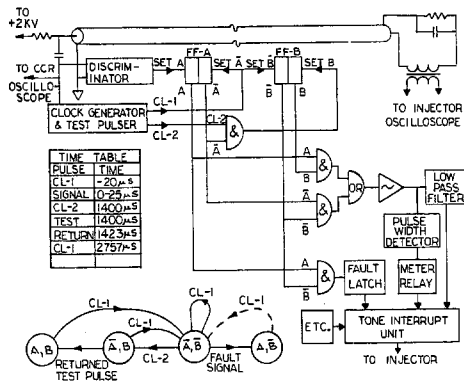 TO
+2KV
TO CCR
OSCILLO-
SCOPE
DISCRIM-
INATOR
SET A
FF-A
SET Ā
SET B̄
FF-B
SET B
A
Ā
B
B̄
CL-1
CL-2
CL-2
&
CLOCK GENERATOR
& TEST PULSER
TO INJECTOR
OSCILLOSCOPE
TIME TABLE
PULSE TIME
CL-1 -20μS
SIGNAL 0-25μS
CL-2 1400μS
TEST 1400μS
RETURN 1423μS
CL-1 2757μS
A
B
&
Ā
B̄
&
OR
LOW
PASS
FILTER
PULSE
WIDTH
DETECTOR
A
B̄
&
FAULT
LATCH
METER
RELAY
ETC.
TONE INTERRUPT
UNIT
TO INJECTOR
CL-1
CL-1
CL-1
CL-1
A,B
Ā,B
Ā,B̄
A,B̄
CL-2
RETURNED
TEST PULSE
FAULT
SIGNAL